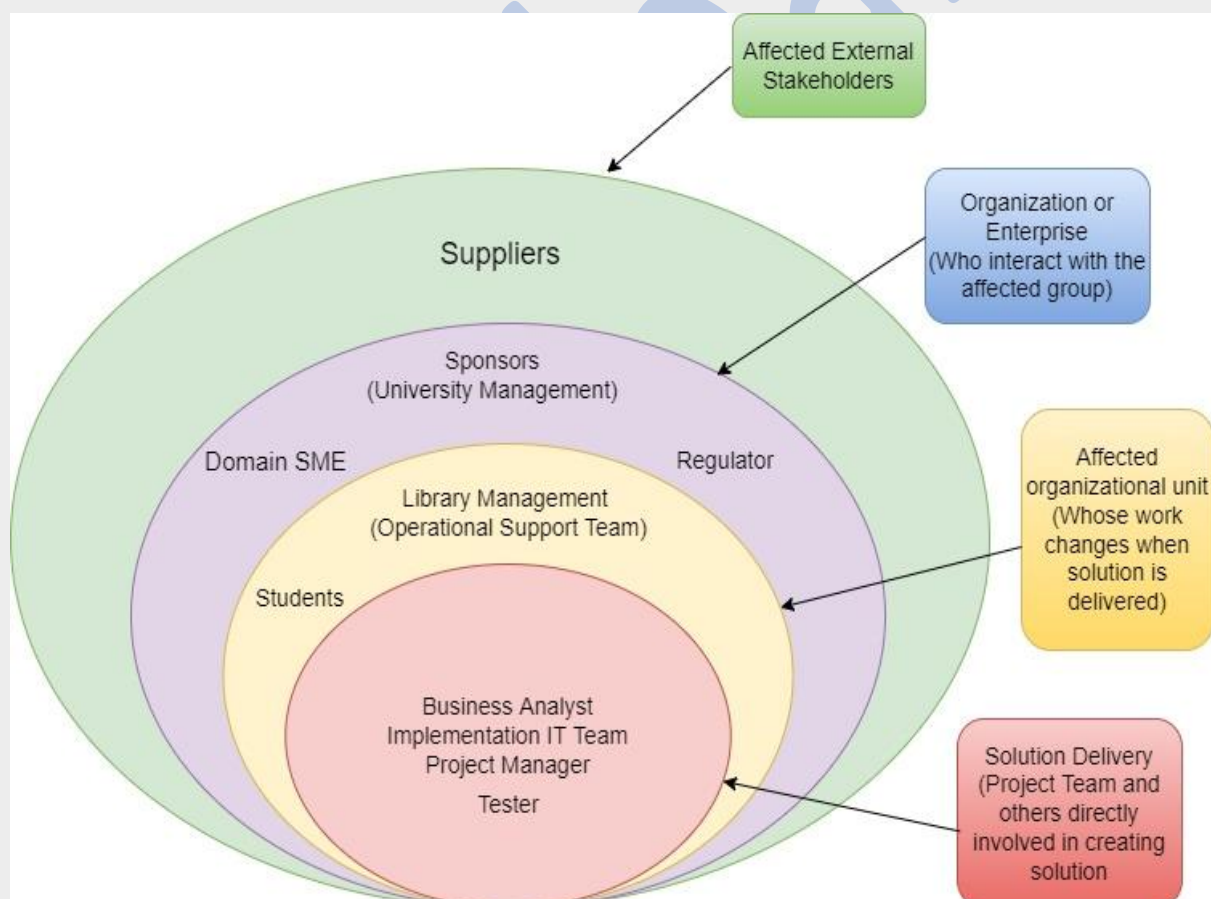 Affected External
Stakeholders
Organization or
Enterprise
(Who interact with the
affected group)
Suppliers
Sponsors
(University Management)
Domain SME
Regulator
Affected
organizational unit
(Whose work
changes when
solution is
delivered)
Library Management
(Operational Support Team)
Students
Business Analyst
Implementation IT Team
Project Manager
Tester
Solution Delivery
(Project Team and
others directly
involved in creating
solution